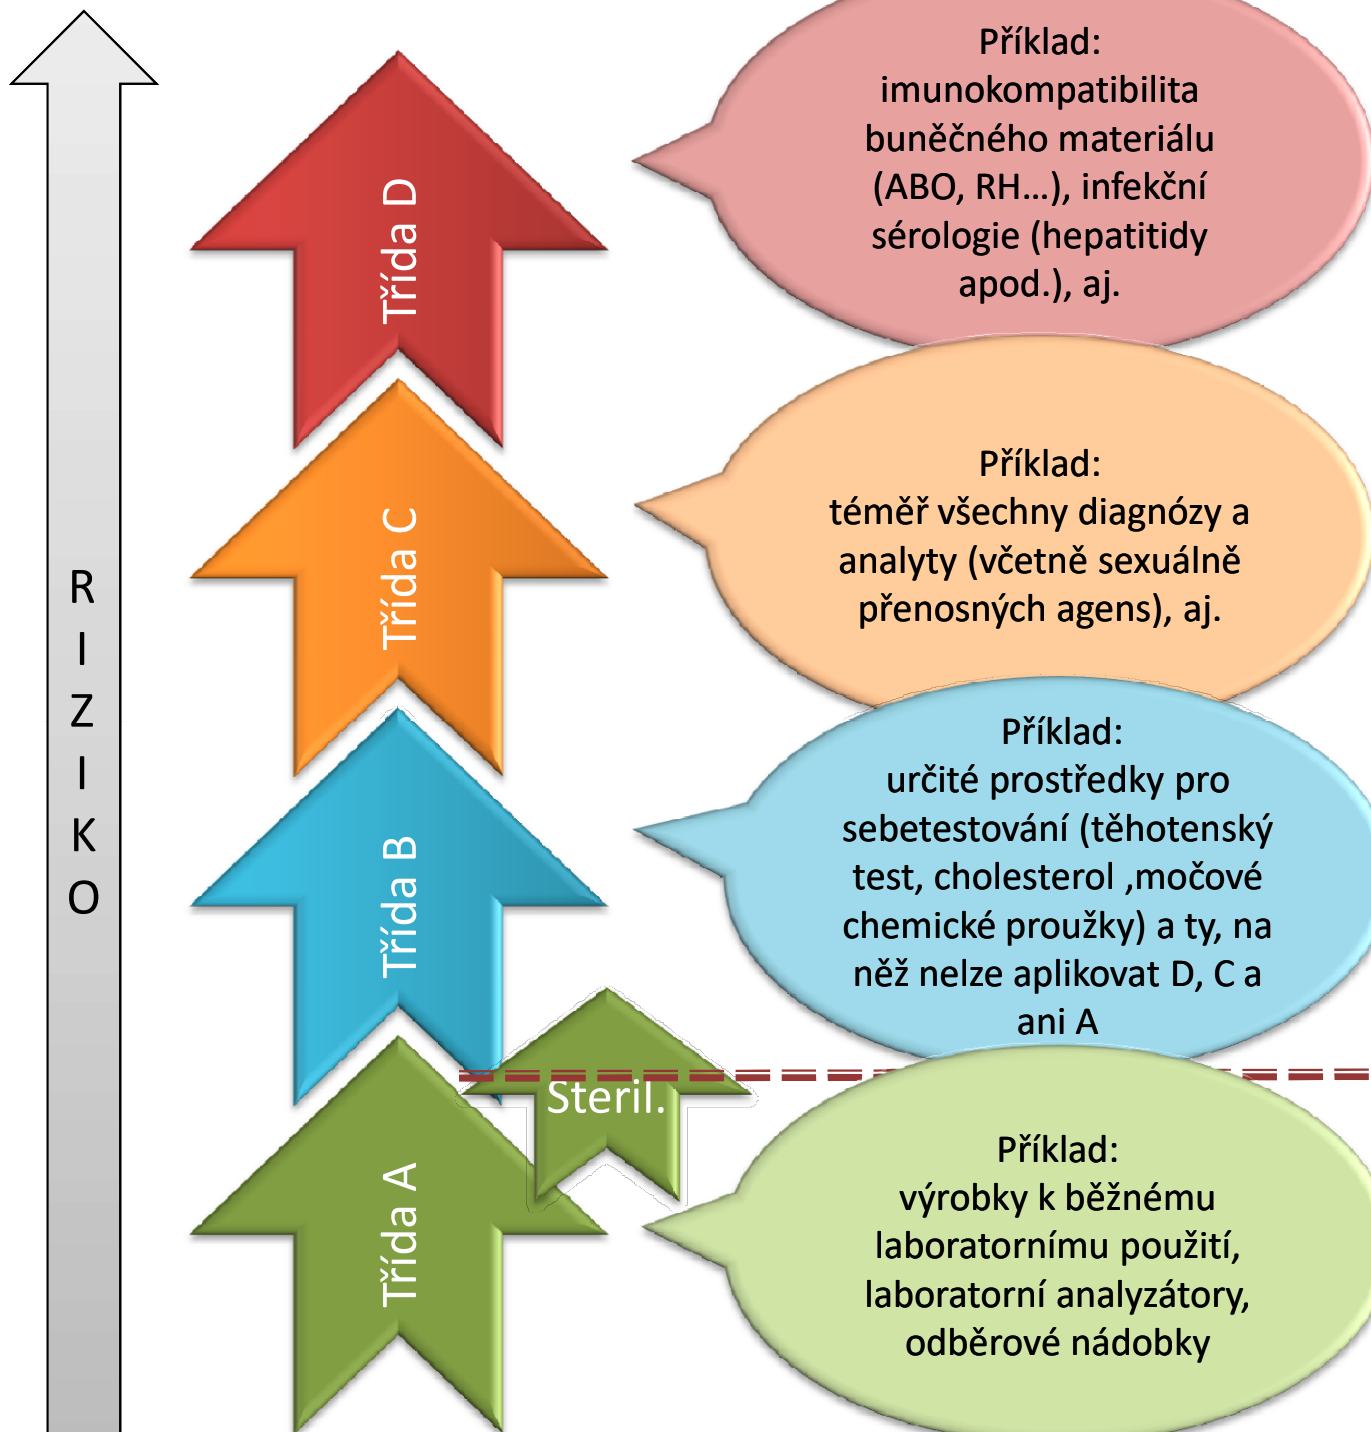 R
I
Z
I
K
O
Třída D
Příklad:
imunokompatibilita
buněčného materiálu
(ABO, RH...), infekční
sérologie (hepatitidy
apod.), aj.
Třída C
Příklad:
téměř všechny diagnózy a
analyty (včetně sexuálně
přenosných agens), aj.
Třída B
Příklad:
určité prostředky pro
sebetestování (těhotenský
test, cholesterol ,močové
chemické proužky) a ty, na
něž nelze aplikovat D, C a
ani A
Steril.
Třída A
Příklad:
výrobky k běžnému
laboratornímu použití,
laboratorní analyzátory,
odběrové nádobky